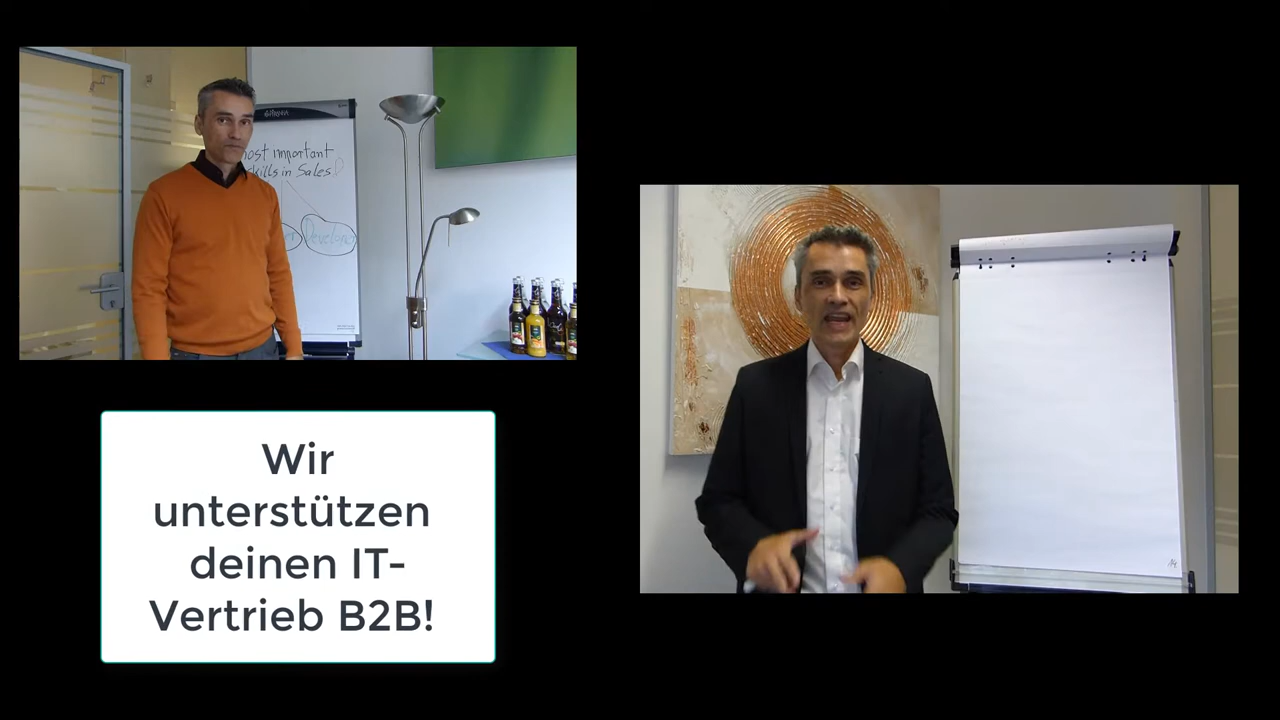 most important
skills in Sales
Wir
unterstützen
deinen IT-
Vertrieb B2B!